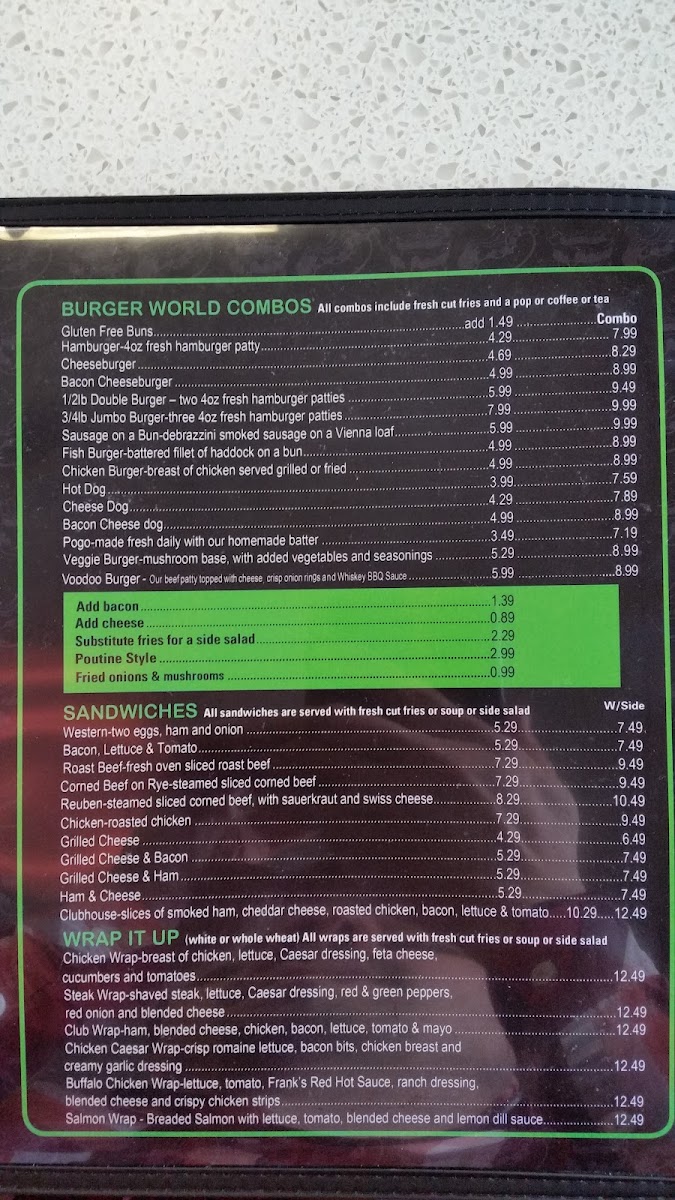 BURGER WORLD COMBOS All combos include fresh cut fries and a pop or coffee or tea
Combo
Gluten Free Buns add 1.49
Hamburger-4oz fresh hamburger patty 4.29 7.99
Cheeseburger 4.69 8.29
Bacon Cheeseburger 4.99 8.99
1/2lb Double Burger – two 4oz fresh hamburger patties 5.99 9.49
3/4lb Jumbo Burger-three 4oz fresh hamburger patties 7.99 9.99
Sausage on a Bun-debrazzini smoked sausage on a Vienna loaf 5.99 9.99
Fish Burger-battered fillet of haddock on a bun 4.99 8.99
Chicken Burger-breast of chicken served grilled or fried 4.99 8.99
Hot Dog 3.99 7.59
Cheese Dog 4.29 7.89
Bacon Cheese dog 4.99 8.99
Pogo-made fresh daily with our homemade batter 3.49 7.19
Veggie Burger-mushroom base, with added vegetables and seasonings 5.29 8.99
Voodoo Burger - Our beef patty topped with cheese, crisp onion rings and Whiskey BBQ Sauce 5.99 8.99
Add bacon 1.39
Add cheese 0.89
Substitute fries for a side salad 2.29
Poutine Style 2.99
Fried onions & mushrooms 0.99
SANDWICHES All sandwiches are served with fresh cut fries or soup or side salad W/Side
Western-two eggs, ham and onion 5.29 7.49
Bacon, Lettuce & Tomato 5.29 7.49
Roast Beef-fresh oven sliced roast beef 7.29 9.49
Corned Beef on Rye-steamed sliced corned beef 7.29 9.49
Reuben-steamed sliced corned beef, with sauerkraut and swiss cheese 8.29 10.49
Chicken-roasted chicken 7.29 9.49
Grilled Cheese 4.29 6.49
Grilled Cheese & Bacon 5.29 7.49
Grilled Cheese & Ham 5.29 7.49
Ham & Cheese 5.29 7.49
Clubhouse-slices of smoked ham, cheddar cheese, roasted chicken, bacon, lettuce & tomato 10.29 12.49
WRAP IT UP (white or whole wheat) All wraps are served with fresh cut fries or soup or side salad
Chicken Wrap-breast of chicken, lettuce, Caesar dressing, feta cheese,
cucumbers and tomatoes 12.49
Steak Wrap-shaved steak, lettuce, Caesar dressing, red & green peppers,
red onion and blended cheese 12.49
Club Wrap-ham, blended cheese, chicken, bacon, lettuce, tomato & mayo 12.49
Chicken Caesar Wrap-crisp romaine lettuce, bacon bits, chicken breast and
creamy garlic dressing 12.49
Buffalo Chicken Wrap-lettuce, tomato, Frank's Red Hot Sauce, ranch dressing,
blended cheese and crispy chicken strips 12.49
Salmon Wrap - Breaded Salmon with lettuce, tomato, blended cheese and lemon dill sauce 12.49